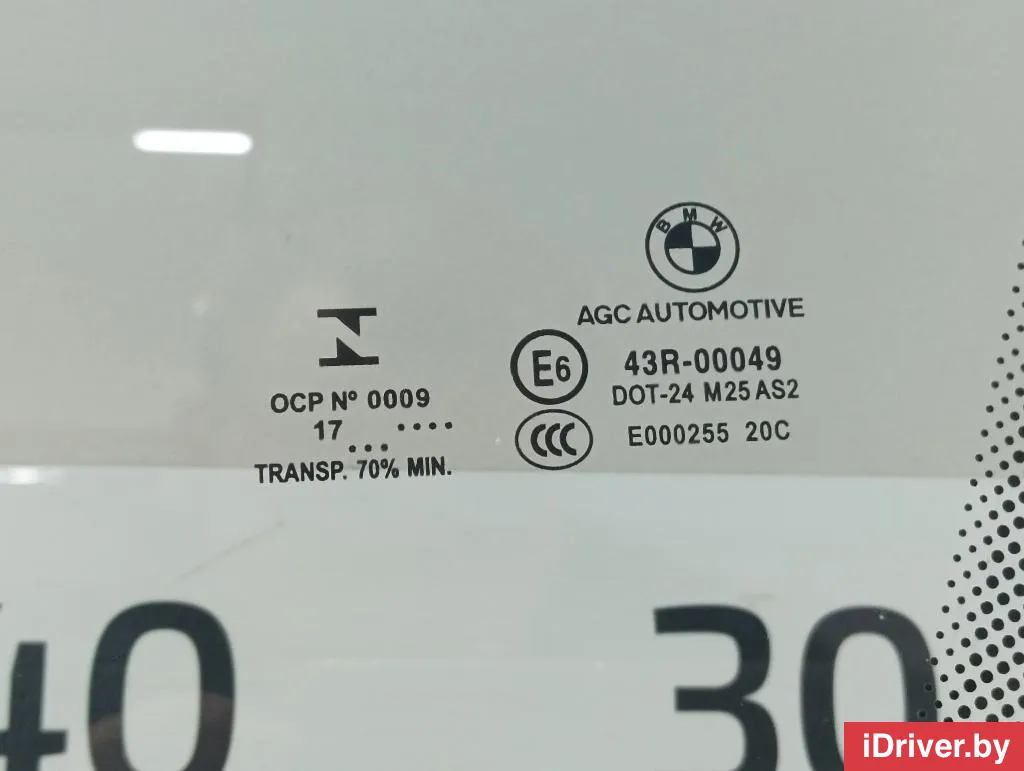 BMW
AGC AUTOMOTIVE
E6
43R-00049
DOT-24 M25 AS2
CCC
E000255 20C
OCP Nº 0009
17 .... ...
TRANSP. 70% MIN.
40
30
iDriver.by